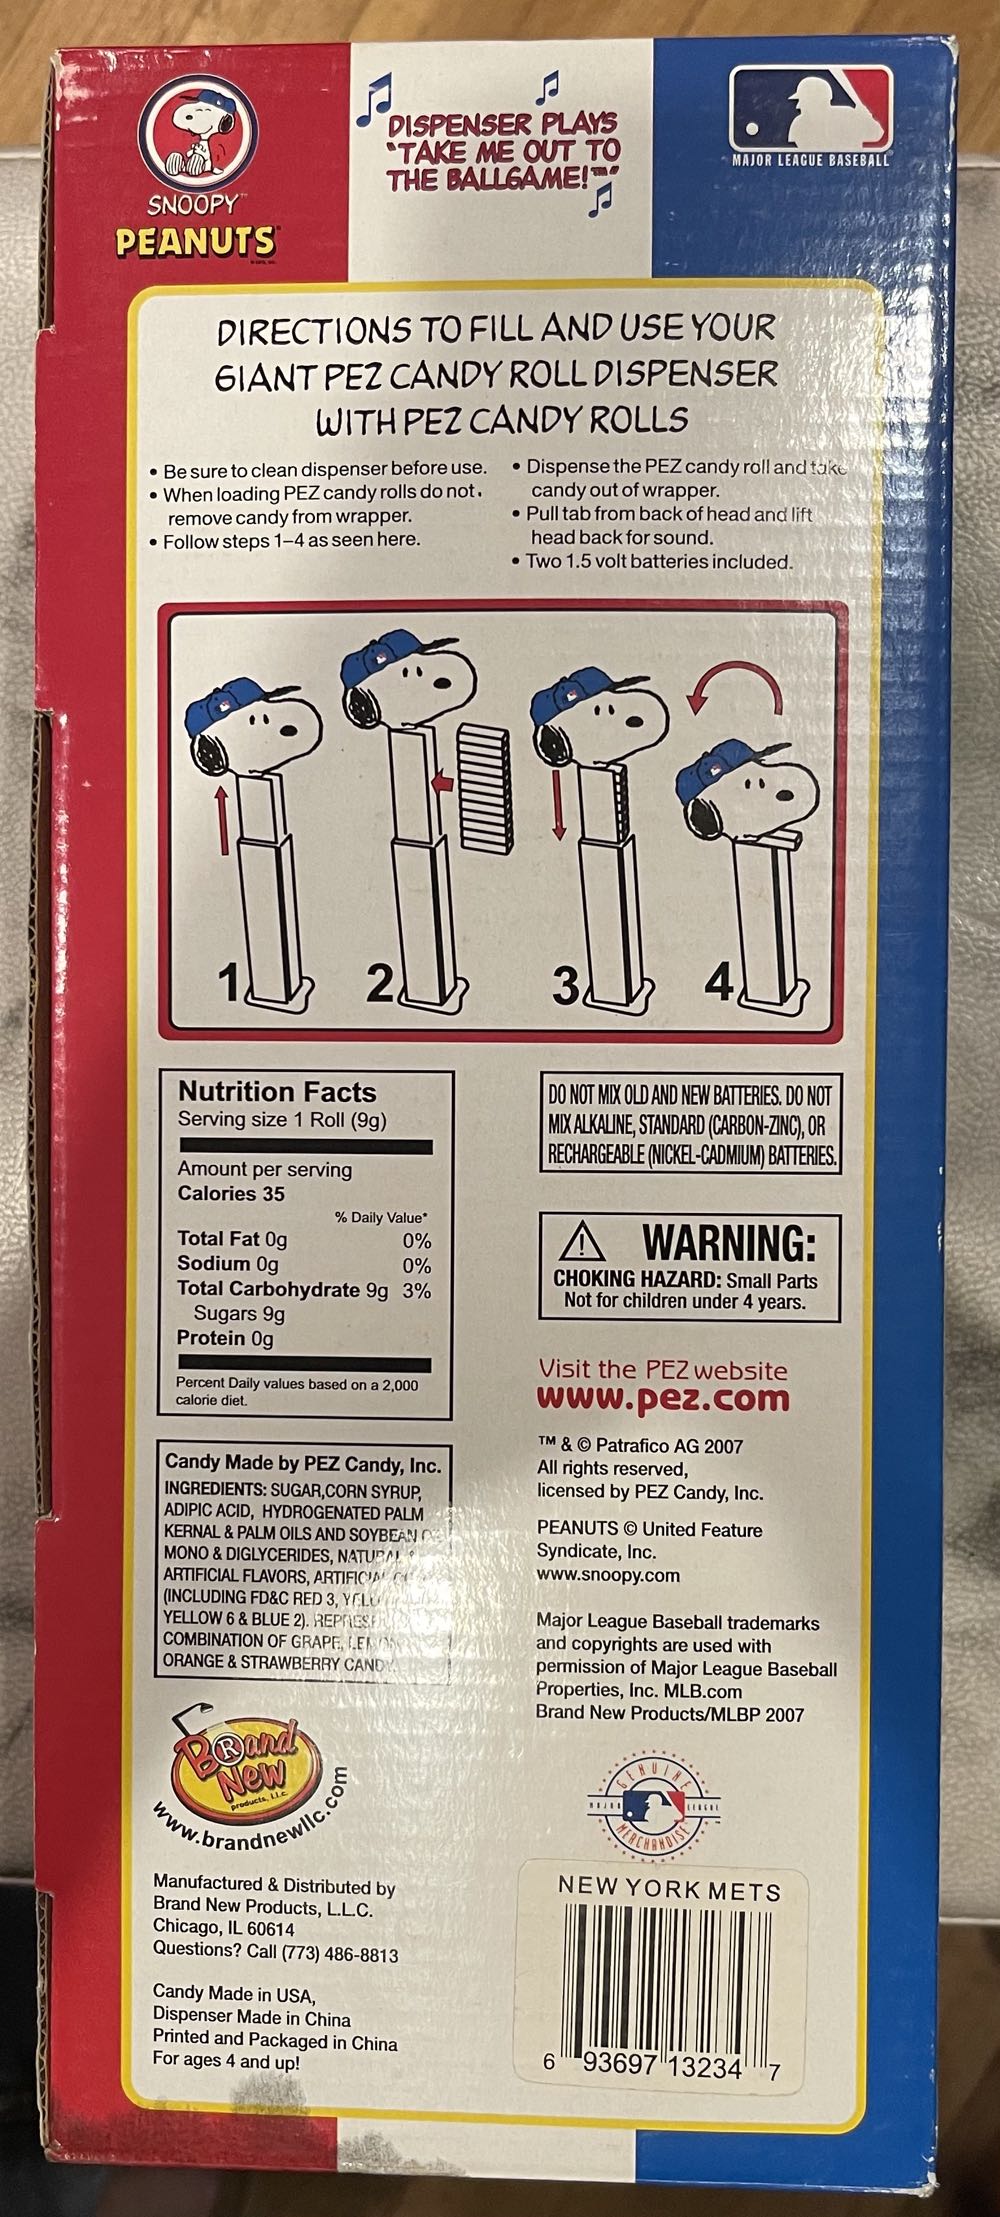 SNOOPY™
PEANUTS
DISPENSER PLAYS
"TAKE ME OUT TO
THE BALLGAME!™"
MAJOR LEAGUE BASEBALL
DIRECTIONS TO FILL AND USE YOUR
GIANT PEZ CANDY ROLL DISPENSER
WITH PEZ CANDY ROLLS
• Be sure to clean dispenser before use.
• When loading PEZ candy rolls do not
remove candy from wrapper.
• Follow steps 1–4 as seen here.
• Dispense the PEZ candy roll and take
candy out of wrapper.
• Pull tab from back of head and lift
head back for sound.
• Two 1.5 volt batteries included.
1
2
3
4
Nutrition Facts
Serving size 1 Roll (9g)
Amount per serving
Calories 35
% Daily Value*
Total Fat 0g 0%
Sodium 0g 0%
Total Carbohydrate 9g 3%
Sugars 9g
Protein 0g
Percent Daily values based on a 2,000
calorie diet.
Candy Made by PEZ Candy, Inc.
INGREDIENTS: SUGAR,CORN SYRUP,
ADIPIC ACID, HYDROGENATED PALM
KERNAL & PALM OILS AND SOYBEAN
MONO & DIGLYCERIDES, NATURAL &
ARTIFICIAL FLAVORS, ARTIFICIAL
(INCLUDING FD&C RED 3,
YELLOW 6 & BLUE 2).
COMBINATION OF GRAPE, LEMON
ORANGE & STRAWBERRY CANDY.
DO NOT MIX OLD AND NEW BATTERIES. DO NOT
MIX ALKALINE, STANDARD (CARBON-ZINC), OR
RECHARGEABLE (NICKEL-CADMIUM) BATTERIES.
WARNING:
CHOKING HAZARD: Small Parts
Not for children under 4 years.
Visit the PEZ website
www.pez.com
TM & © Patrafico AG 2007
All rights reserved,
licensed by PEZ Candy, Inc.
PEANUTS © United Feature
Syndicate, Inc.
www.snoopy.com
Major League Baseball trademarks
and copyrights are used with
permission of Major League Baseball
Properties, Inc. MLB.com
Brand New Products/MLBP 2007
Brand
New
products, L.L.C.
www.brandnewllc.com
Manufactured & Distributed by
Brand New Products, L.L.C.
Chicago, IL 60614
Questions? Call (773) 486-8813
Candy Made in USA,
Dispenser Made in China
Printed and Packaged in China
For ages 4 and up!
GENUINE
MAJOR LEAGUE
MERCHANDISE
NEW YORK METS
6 93697 13234 7